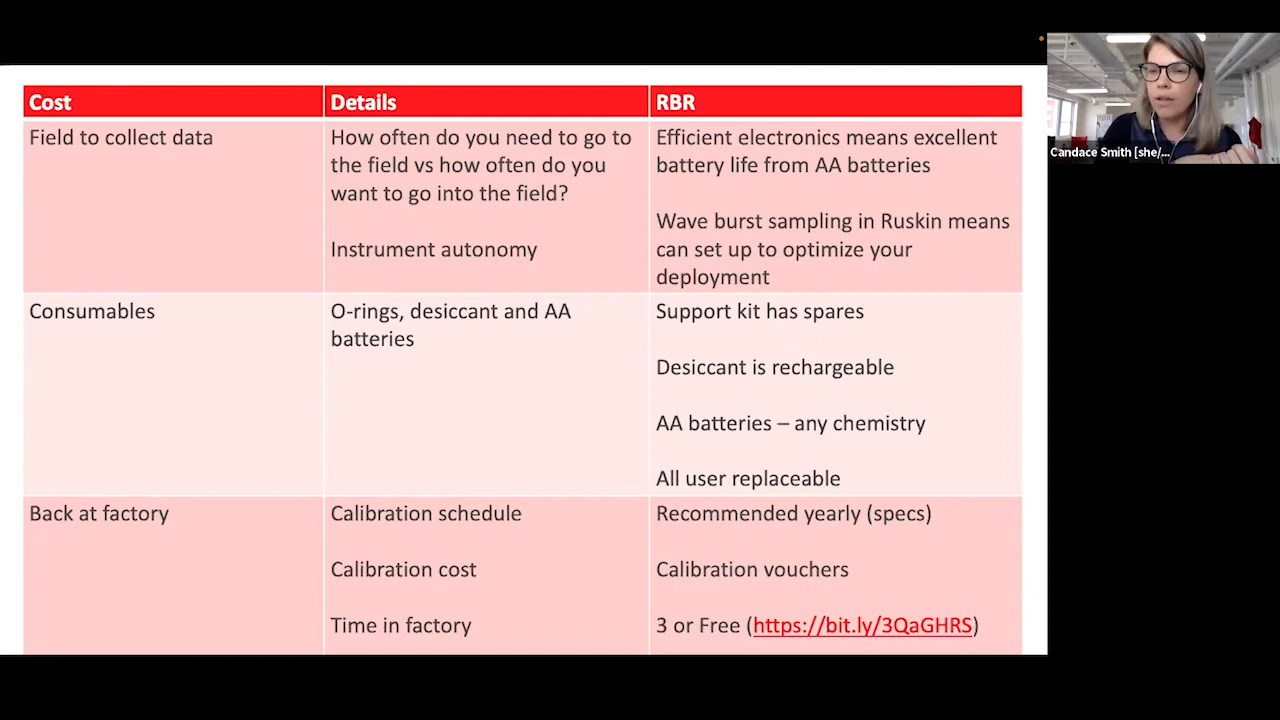 Cost
Details
RBR
Field to collect data
How often do you need to go to
the field vs how often do you
want to go into the field?
Instrument autonomy
Efficient electronics means excellent
battery life from AA batteries
Wave burst sampling in Ruskin means
can set up to optimize your
deployment
Consumables
O-rings, desiccant and AA
batteries
Support kit has spares
Desiccant is rechargeable
AA batteries – any chemistry
All user replaceable
Back at factory
Calibration schedule
Calibration cost
Time in factory
Recommended yearly (specs)
Calibration vouchers
3 or Free (https://bit.ly/3QaGHRS)
Candace Smith [she/...